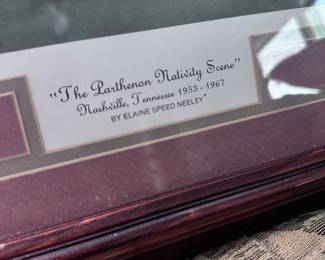 "The Parthenon Nativity Scene"
Nashville, Tennessee 1953 - 1967
BY ELAINE SPEED NEELEY